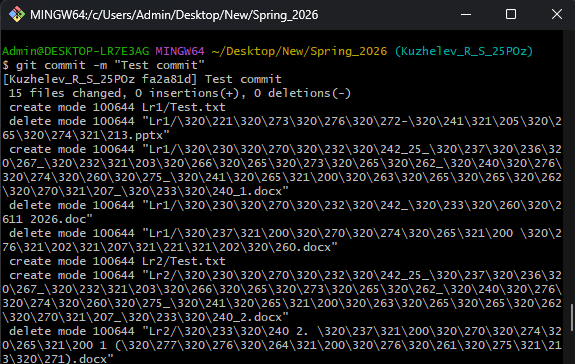 MINGW64:/c/Users/Admin/Desktop/New/Spring_2026
Admin@DESKTOP-LR7E3AG MINGW64 ~/Desktop/New/Spring_2026 (Kuzhelev_R_S_25POz)
$ git commit -m "Test commit"
[Kuzhelev_R_S_25POz fa2a81d] Test commit
 15 files changed, 0 insertions(+), 0 deletions(-)
 create mode 100644 Lr1/Test.txt
 delete mode 100644 "Lr1/\320\221\320\273\320\276\320\272-\320\241\321\205\320\2
65\320\274\321\213.pptx"
 create mode 100644 "Lr1/\320\230\320\270\320\232\320\242_25_\320\237\320\236\32
0\267_\320\232\321\203\320\266\320\265\320\273\320\265\320\262_\320\240\320\276\
320\274\320\260\320\275_\320\241\320\265\321\200\320\263\320\265\320\265\320\262
\320\270\321\207_\320\233\320\240_1.docx"
 delete mode 100644 "Lr1/\320\230\320\270\320\232\320\242_\320\233\320\260\320\2
611 2026.doc"
 delete mode 100644 "Lr1/\320\237\321\200\320\270\320\274\320\265\321\200 \320\2
76\321\202\321\207\321\221\321\202\320\260.docx"
 create mode 100644 Lr2/Test.txt
 create mode 100644 "Lr2/\320\230\320\270\320\232\320\242_25_\320\237\320\236\32
0\267_\320\232\321\203\320\266\320\265\320\273\320\265\320\262_\320\240\320\276\
320\274\320\260\320\275_\320\241\320\265\321\200\320\263\320\265\320\265\320\262
\320\270\321\207_\320\233\320\240_2.docx"
 delete mode 100644 "Lr2/\320\233\320\240 2. \320\237\321\200\320\270\320\274\32
0\265\321\200 1 (\320\277\320\276\320\264\321\200\320\276\320\261\320\275\321\21
3\320\271).docx"